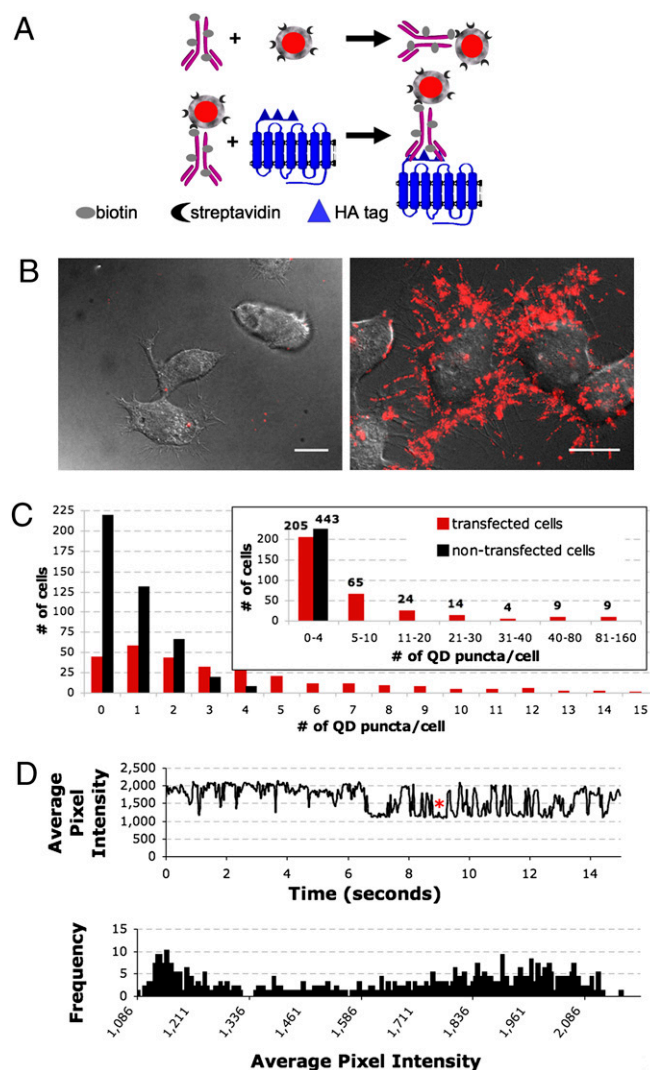 A
+
+
biotin streptavidin HA tag
B
C
225
200
175
150
125
100
75
50
25
0
# of cells
0 1 2 3 4 5 6 7 8 9 10 11 12 13 14 15
# of QD puncta/cell
205 443
65
24
14
4
9
9
transfected cells
non-transfected cells
200
150
100
50
0
# of cells
0-4 5-10 11-20 21-30 31-40 40-80 81-160
# of QD puncta/cell
D
Average
Pixel
Intensity
2,500
2,000
1,500
1,000
500
0
*
0 2 4 6 8 10 12 14
Time (seconds)
Frequency
15
10
5
0
1,086 1,211 1,336 1,461 1,586 1,711 1,836 1,961 2,086
Average Pixel Intensity